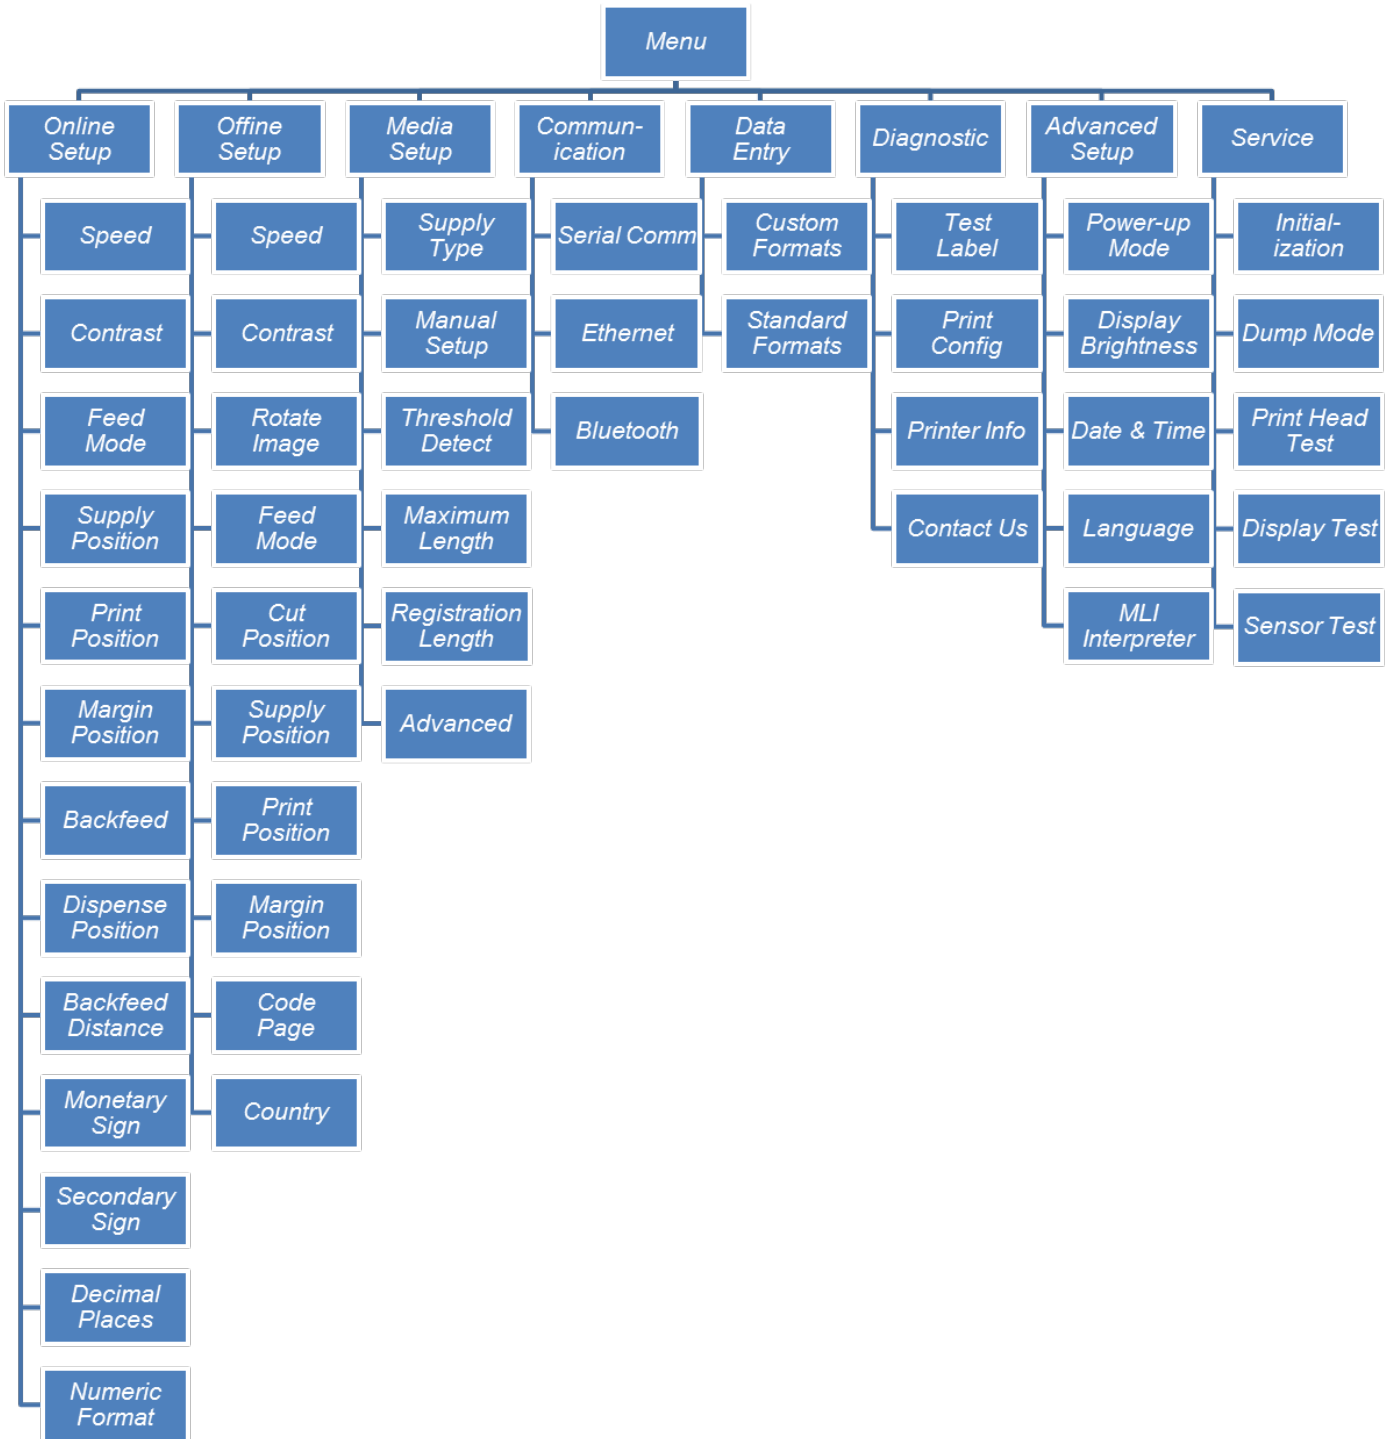 Menu
Online
Setup
Offine
Setup
Media
Setup
Commun-
ication
Data
Entry
Diagnostic
Advanced
Setup
Service
Speed
Contrast
Feed
Mode
Supply
Position
Print
Position
Margin
Position
Backfeed
Dispense
Position
Backfeed
Distance
Monetary
Sign
Secondary
Sign
Decimal
Places
Numeric
Format
Speed
Contrast
Rotate
Image
Feed
Mode
Cut
Position
Supply
Position
Print
Position
Margin
Position
Code
Page
Country
Supply
Type
Manual
Setup
Threshold
Detect
Maximum
Length
Registration
Length
Advanced
Serial Comm
Ethernet
Bluetooth
Custom
Formats
Standard
Formats
Test
Label
Print
Config
Printer Info
Contact Us
Power-up
Mode
Display
Brightness
Date & Time
Language
MLI
Interpreter
Initial-
ization
Dump Mode
Print Head
Test
Display Test
Sensor Test